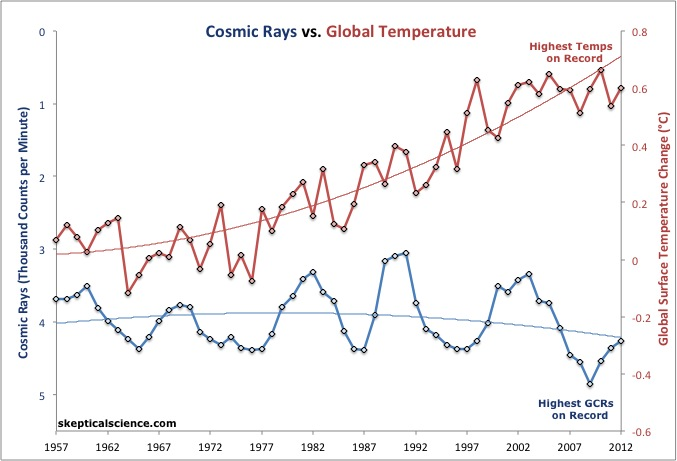 Cosmic Rays vs. Global Temperature
Highest Temps
on Record
Cosmic Rays (Thousand Counts per Minute)
0
1
2
3
4
5
Global Surface Temperature Change (°C)
0.8
0.6
0.4
0.2
0
-0.2
-0.4
-0.6
Highest GCRs
on Record
skepticalscience.com
1957 1962 1967 1972 1977 1982 1987 1992 1997 2002 2007 2012